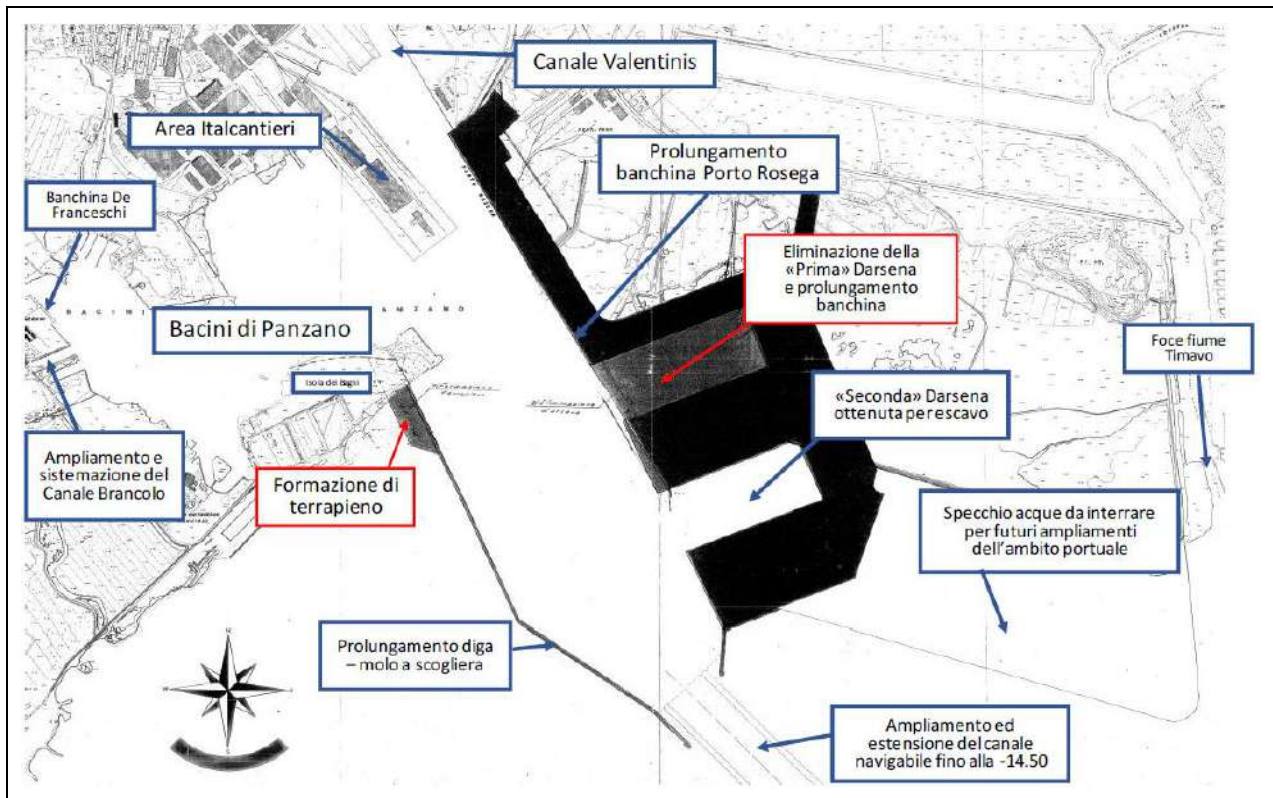 Canale Valentinis
Area Italcantieri
Prolungamento
banchina Porto Rosega
Banchina De
Franceschi
Eliminazione della
«Prima» Darsena
e prolungamento
banchina
Bacini di Panzano
Foce fiume
Timavo
Isola dei Bagni
«Seconda» Darsena
ottenuta per escavo
Ampliamento e
sistemazione del
Canale Brancolo
Formazione di
terrapieno
Specchio acque da interrare
per futuri ampliamenti
dell'ambito portuale
Prolungamento diga
– molo a scogliera
Ampliamento ed
estensione del canale
navigabile fino alla -14.50